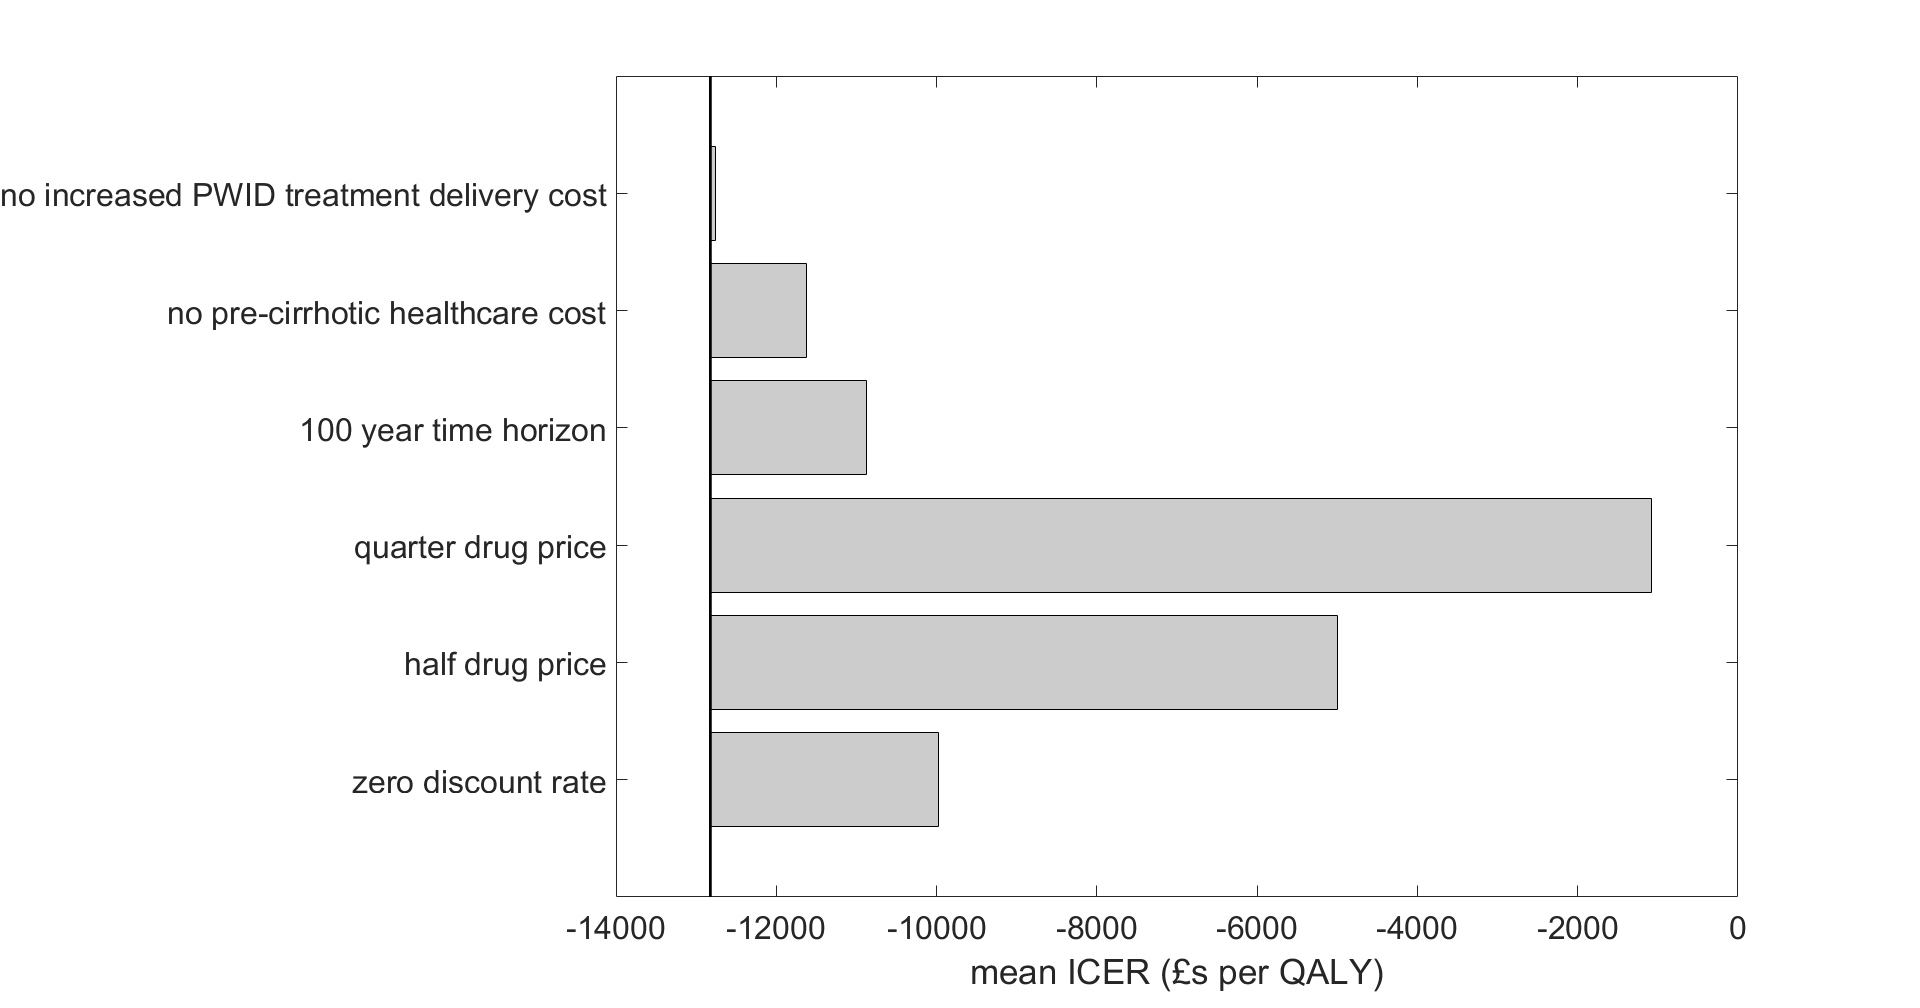 no increased PWID treatment delivery cost
no pre-cirrhotic healthcare cost
100 year time horizon
quarter drug price
half drug price
zero discount rate
-14000 -12000 -10000 -8000 -6000 -4000 -2000 0
mean ICER (£s per QALY)